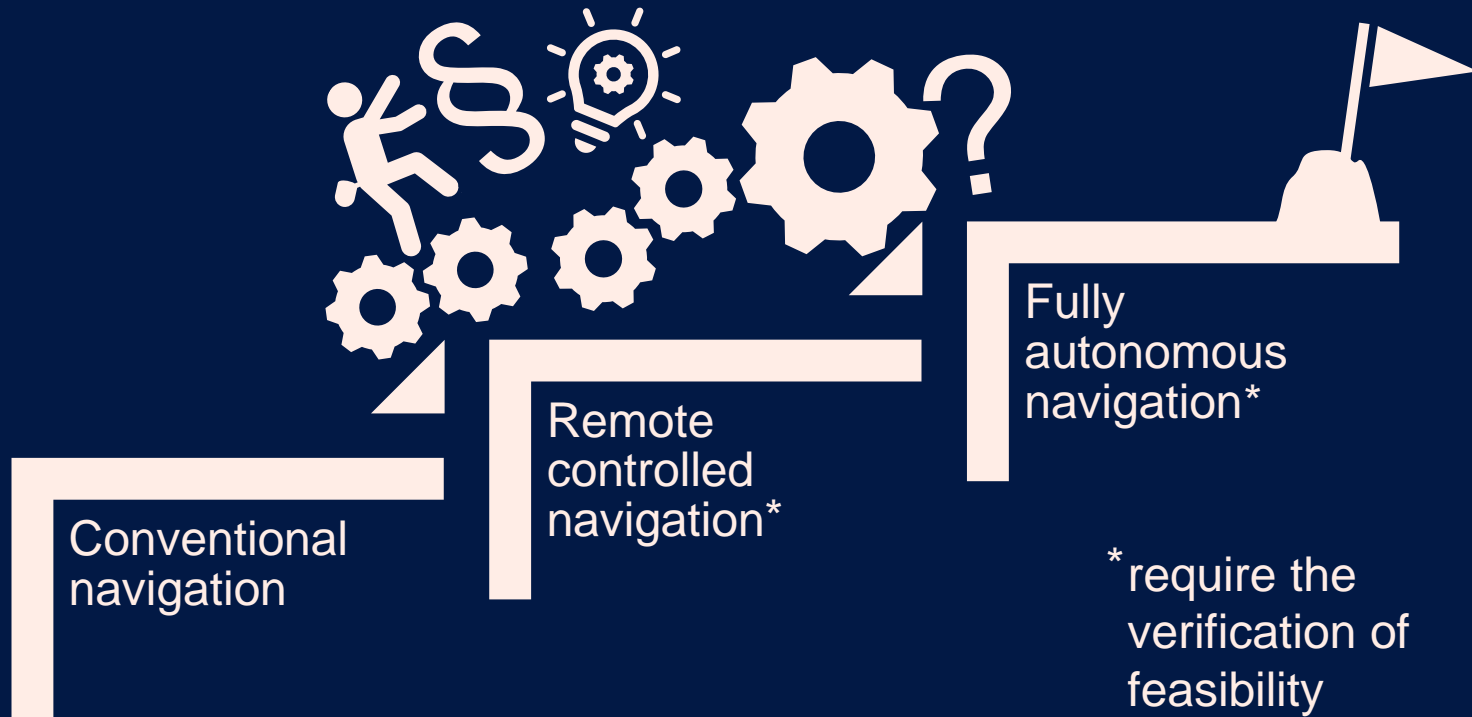 Conventional
navigation
Remote
controlled
navigation*
Fully
autonomous
navigation*
§
?
* require the
verification of
feasibility